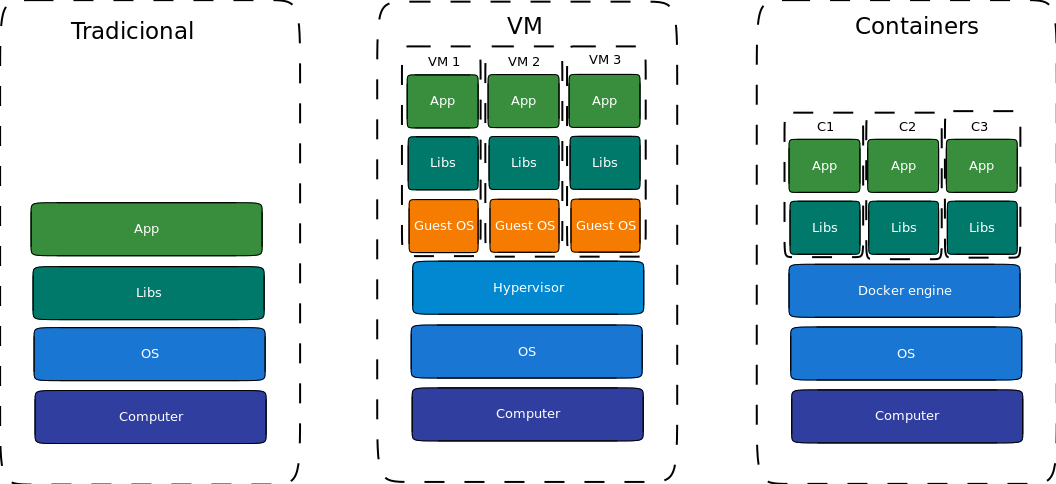 Tradicional
App
Libs
OS
Computer
VM
VM 1 VM 2 VM 3
App App App
Libs Libs Libs
Guest OS Guest OS Guest OS
Hypervisor
OS
Computer
Containers
C1 C2 C3
App App App
Libs Libs Libs
Docker engine
OS
Computer